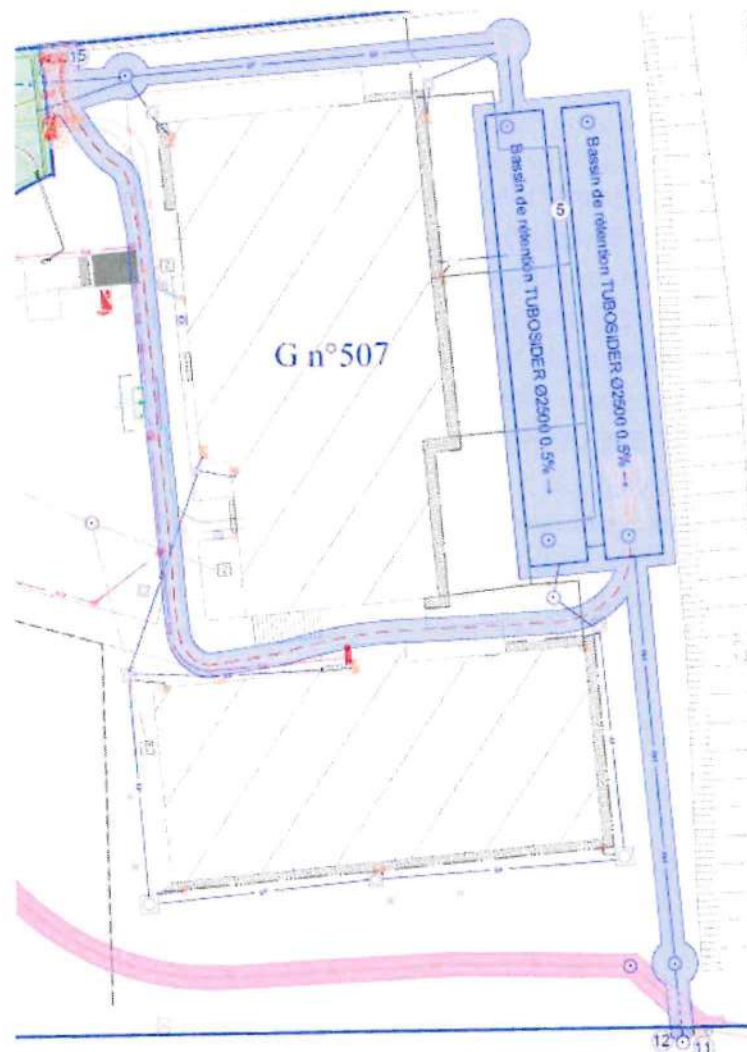 15
Bassin de rétention TUBOSIDER Ø2500 0.5% →
Bassin de rétention TUBOSIDER Ø2500 0.5% →
5
G n°507
12
11